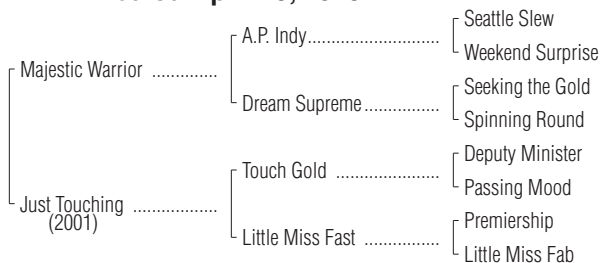 Seattle Slew
A.P. Indy
Weekend Surprise
Majestic Warrior
Seeking the Gold
Dream Supreme
Spinning Round
Deputy Minister
Touch Gold
Passing Mood
Just Touching
(2001)
Premiership
Little Miss Fast
Little Miss Fab